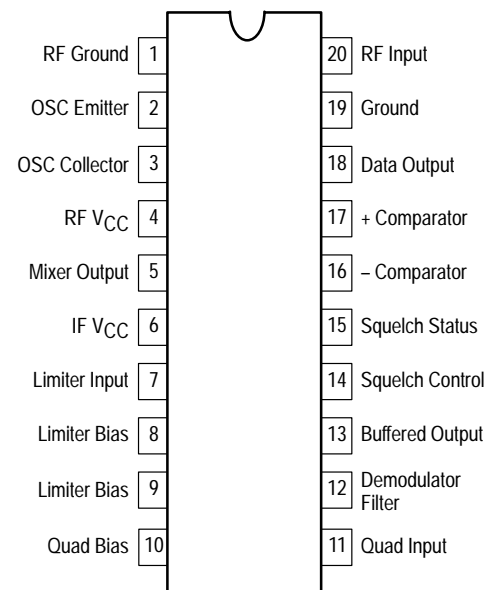 RF Ground 1
20 RF Input
OSC Emitter 2
19 Ground
OSC Collector 3
18 Data Output
RF VCC 4
17 + Comparator
Mixer Output 5
16 – Comparator
IF VCC 6
15 Squelch Status
Limiter Input 7
14 Squelch Control
Limiter Bias 8
13 Buffered Output
Limiter Bias 9
12 Demodulator
Filter
Quad Bias 10
11 Quad Input